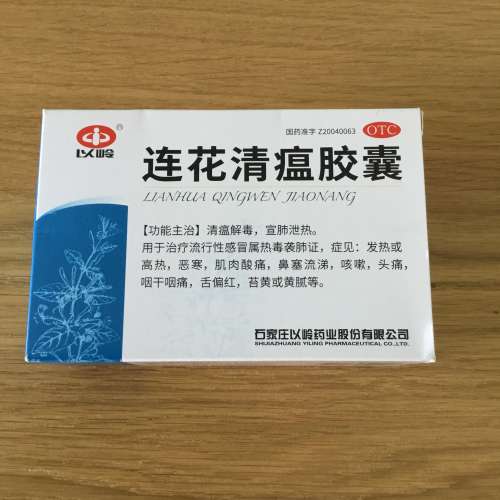 以岭
®
国药准字 Z20040063
OTC
连花清瘟胶囊
LIANHUA QINGWEN JIAONANG
【功能主治】清瘟解毒，宣肺泄热。
用于治疗流行性感冒属热毒袭肺证，症见：发热或
高热，恶寒，肌肉酸痛，鼻塞流涕，咳嗽，头痛，
咽干咽痛，舌偏红，苔黄或黄腻等。
石家庄以岭药业股份有限公司
SHIJIAZHUANG YILING PHARMACEUTICAL CO.,LTD.